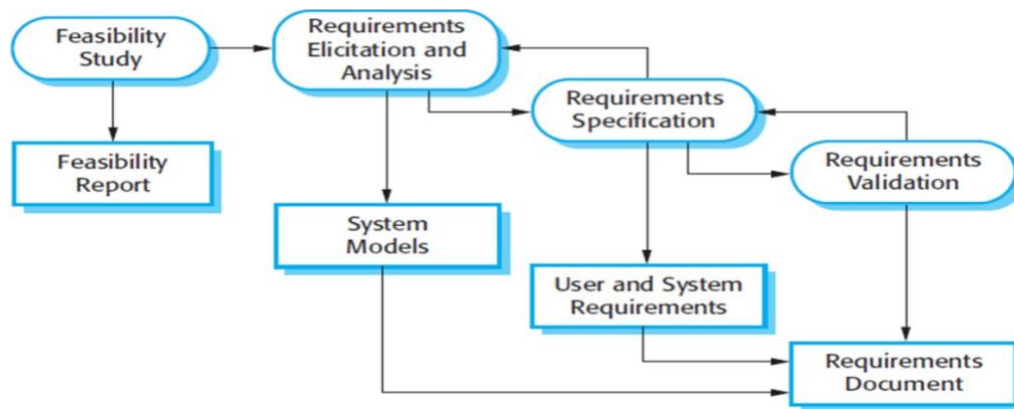 Feasibility
Study
Requirements
Elicitation and
Analysis
Requirements
Specification
Requirements
Validation
Feasibility
Report
System
Models
User and System
Requirements
Requirements
Document